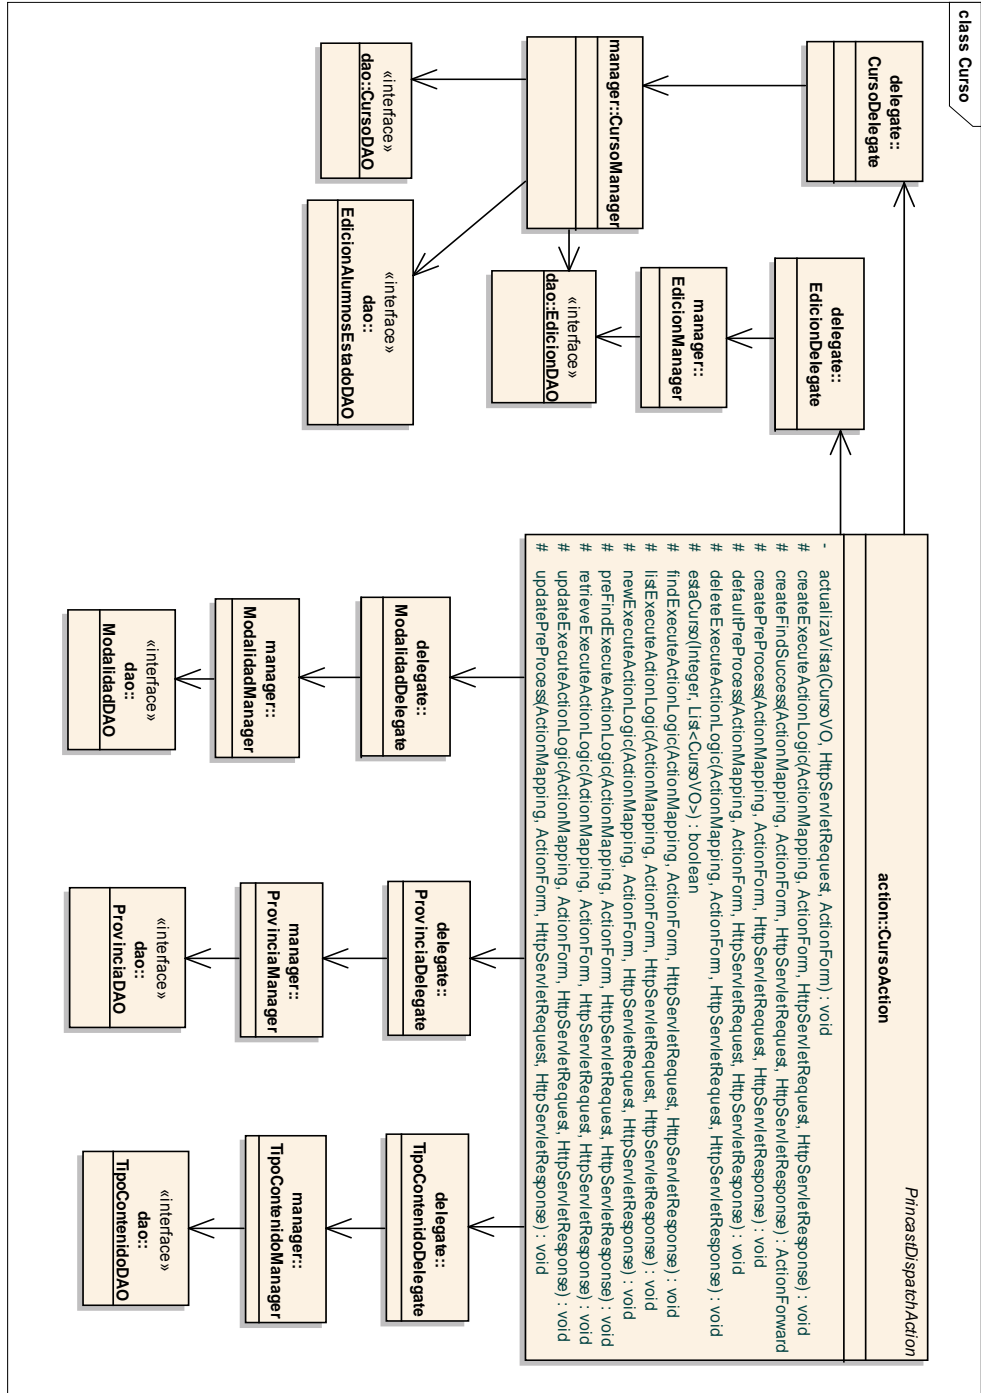 class Curso
PrincastDispatchAction
action::CursoAction
- actualizaVista(CursoVO, HttpServletRequest, ActionForm) : void
# createExecuteActionLogic(ActionMapping, ActionForm, HttpServletRequest, HttpServletResponse) : void
# createFindSuccess(ActionMapping, ActionForm, HttpServletRequest, HttpServletResponse) : ActionForward
# createPreProcess(ActionMapping, ActionForm, HttpServletRequest, HttpServletResponse) : void
# defaultPreProcess(ActionMapping, ActionForm, HttpServletRequest, HttpServletResponse) : void
# deleteExecuteActionLogic(ActionMapping, ActionForm, HttpServletRequest, HttpServletResponse) : void
# estaCurso(Integer, List<CursoVO>) : boolean
# findExecuteActionLogic(ActionMapping, ActionForm, HttpServletRequest, HttpServletResponse) : void
# listExecuteActionLogic(ActionMapping, ActionForm, HttpServletRequest, HttpServletResponse) : void
# newExecuteActionLogic(ActionMapping, ActionForm, HttpServletRequest, HttpServletResponse) : void
# preFindExecuteActionLogic(ActionMapping, ActionForm, HttpServletRequest, HttpServletResponse) : void
# retrieveExecuteActionLogic(ActionMapping, ActionForm, HttpServletRequest, HttpServletResponse) : void
# updateExecuteActionLogic(ActionMapping, ActionForm, HttpServletRequest, HttpServletResponse) : void
# updatePreProcess(ActionMapping, ActionForm, HttpServletRequest, HttpServletResponse) : void
delegate::
CursoDelegate
delegate::
EdicionDelegate
manager::CursoManager
manager::
EdicionManager
«interface»
dao::EdicionDAO
«interface»
dao::CursoDAO
«interface»
dao::
EdicionAlumnosEstadoDAO
delegate::
ModalidadDelegate
delegate::
ProvinciaDelegate
delegate::
TipoContenidoDelegate
manager::
ModalidadManager
manager::
ProvinciaManager
manager::
TipoContenidoManager
«interface»
dao::
ModalidadDAO
«interface»
dao::
ProvinciaDAO
«interface»
dao::
TipoContenidoDAO